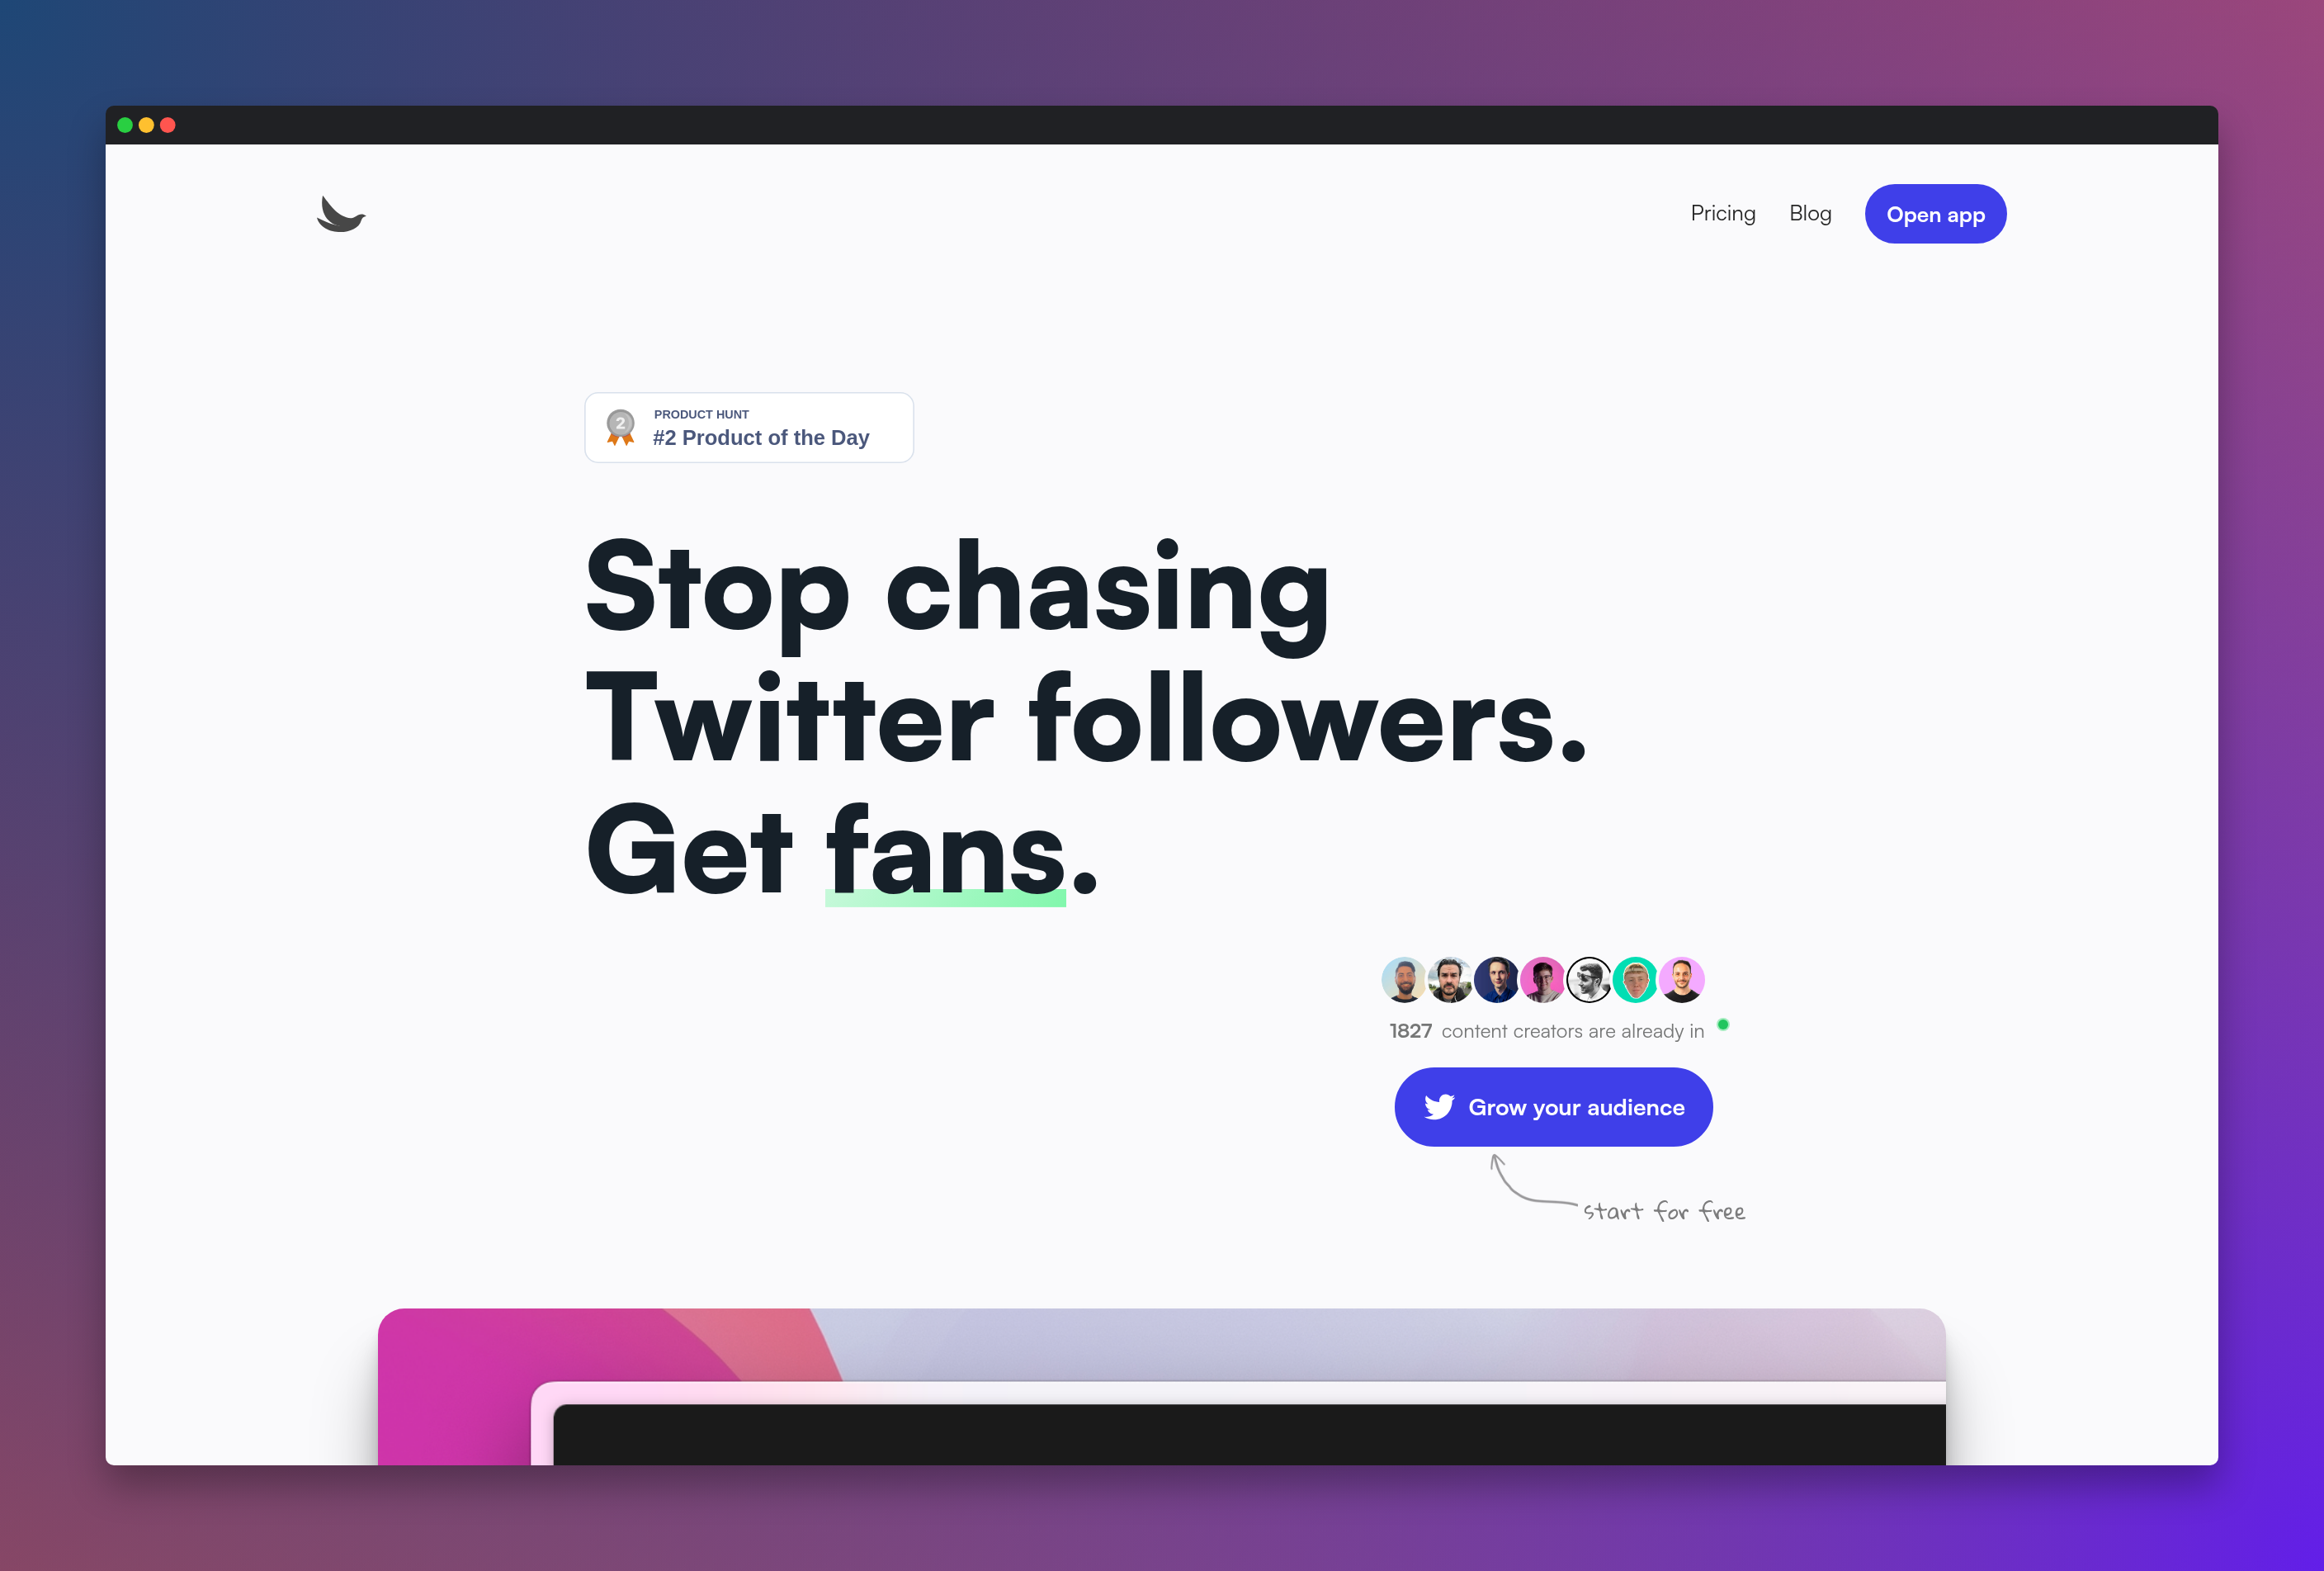 Pricing Blog Open app
2
PRODUCT HUNT
#2 Product of the Day
Stop chasing
Twitter followers.
Get fans.
1827 content creators are already in
Grow your audience
start for free